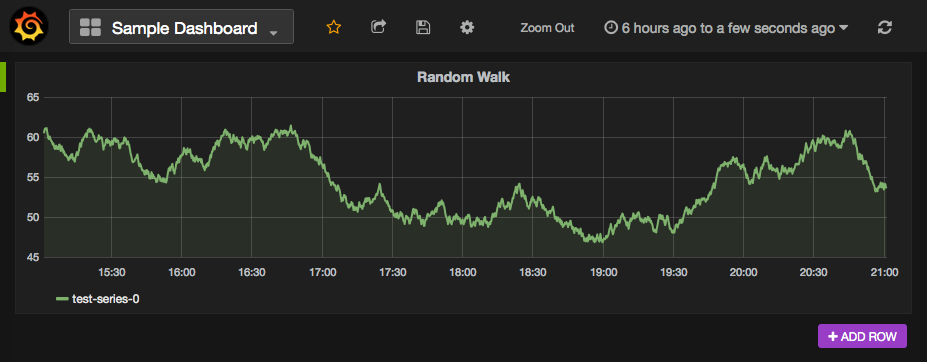 Sample Dashboard Zoom Out 6 hours ago to a few seconds ago
Random Walk
65
60
55
50
45
15:30 16:00 16:30 17:00 17:30 18:00 18:30 19:00 19:30 20:00 20:30 21:00
test-series-0
+ ADD ROW